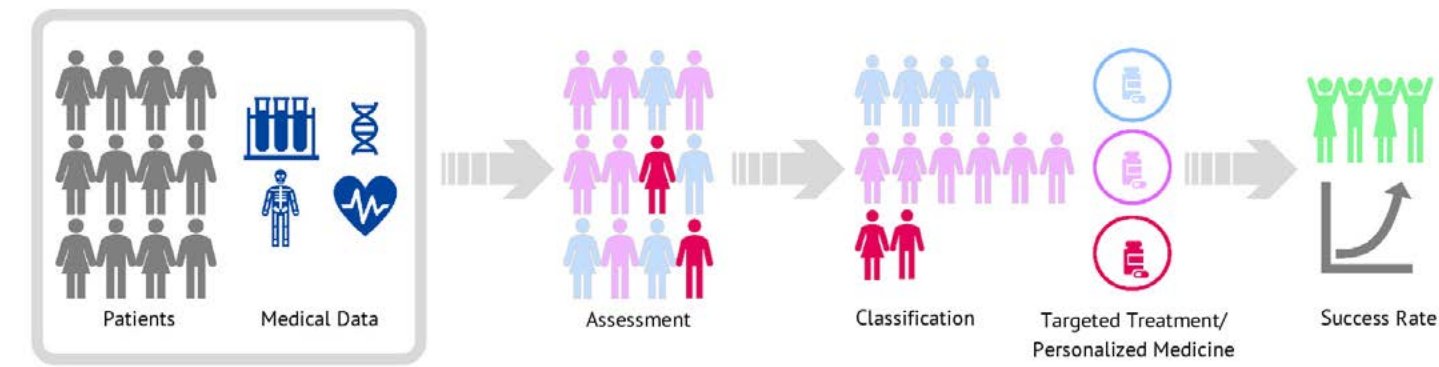 Patients
Medical Data
Assessment
Classification
Targeted Treatment/
Personalized Medicine
Success Rate